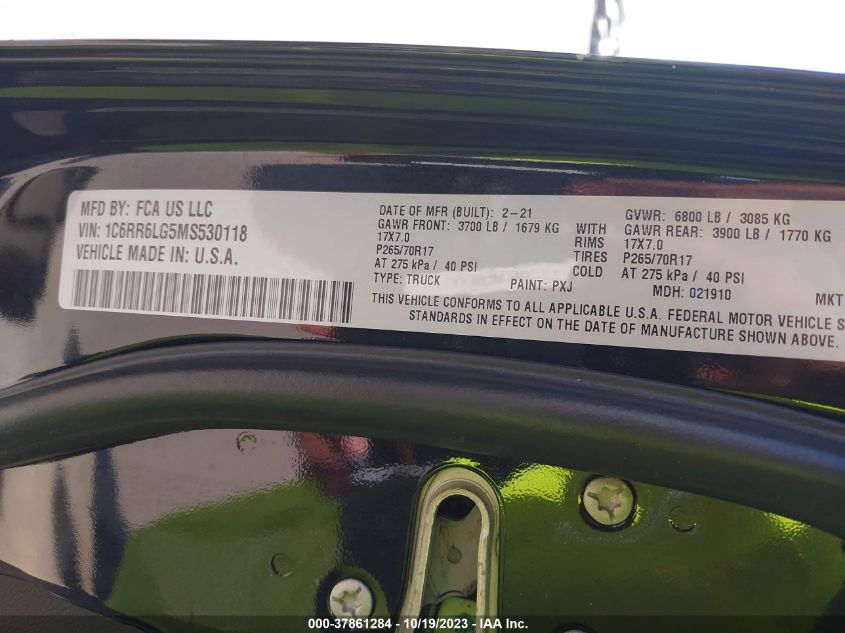 MFD BY: FCA US LLC
VIN: 1C6RR6LG5MS530118
VEHICLE MADE IN U.S.A.
DATE OF MFR (BUILT) 2-21
GAWR FRONT: 3700 LB / 1679 KG
17X7.0
P265/70R17
AT 275 kPa / 40 PSI
TYPE: TRUCK PAINT: PXJ
WITH
RIMS
TIRES
COLD
GVWR: 6800 LB / 3085 KG
GAWR REAR: 3900 LB / 1770 KG
17X7.0
P265/70R17
AT 275 kPa / 40 PSI
MDH: 021910 MKT
THIS VEHICLE CONFORMS TO ALL APPLICABLE U.S.A. FEDERAL MOTOR VEHICLE S
STANDARDS IN EFFECT ON THE DATE OF MANUFACTURE SHOWN ABOVE.
000-37861284 - 10/19/2023 - IAA Inc.